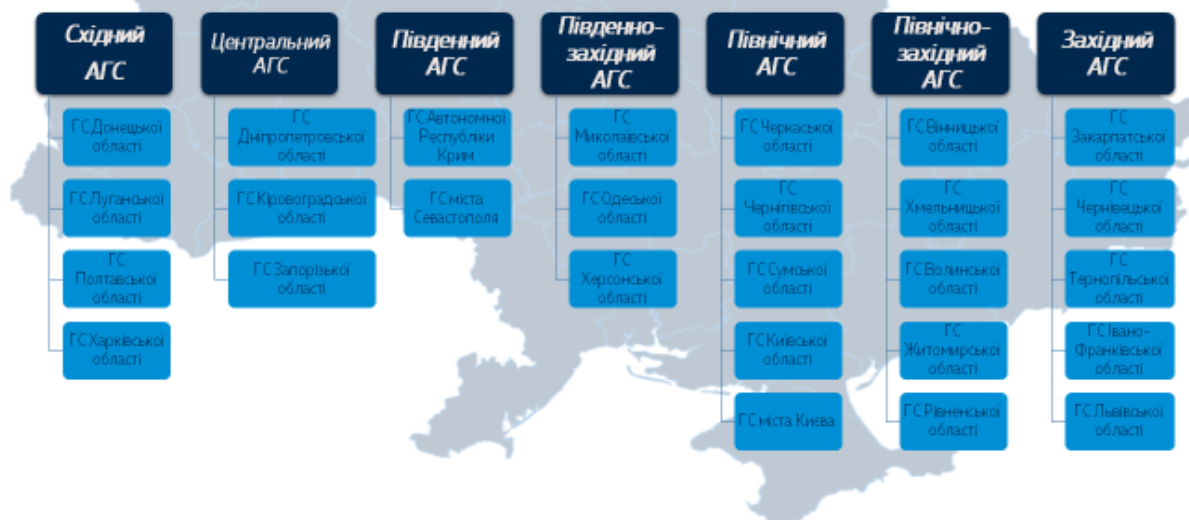 Східний
АГС
ГС Донецької
області
ГС Луганської
області
ГС
Полтавської
області
ГС Харківської
області
Центральний
АГС
ГС
Дніпропетровської
області
ГС Кіровоградської
області
ГС Запорізької
області
Південний
АГС
ГС Автономної
Республіки
Крим
ГС міста
Севастополя
Південно-
західний
АГС
ГС
Миколаївської
області
ГС Одеської
області
ГС
Херсонської
області
Північний
АГС
ГС Черкаської
області
ГС
Чернігівської
області
ГС Сумської
області
ГС Київської
області
ГС міста Києва
Північно-
західний
АГС
ГС Вінницької
області
ГС
Хмельницької
області
ГС Волинської
області
ГС
Житомирської
області
ГС Рівненської
області
Західний
АГС
ГС
Закарпатської
області
ГС
Чернівецької
області
ГС
Тернопільської
області
ГС Івано-
Франківської
області
ГС Львівської
області